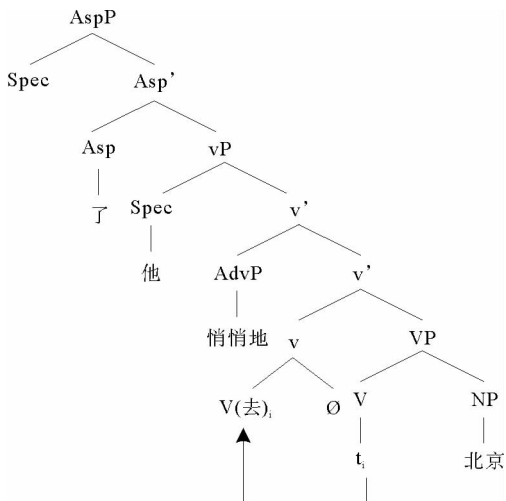 AspP
Spec Asp’
Asp vP
了 Spec v’
他 AdvP v’
悄悄地 v VP
V(去)i Ø V NP
ti 北京